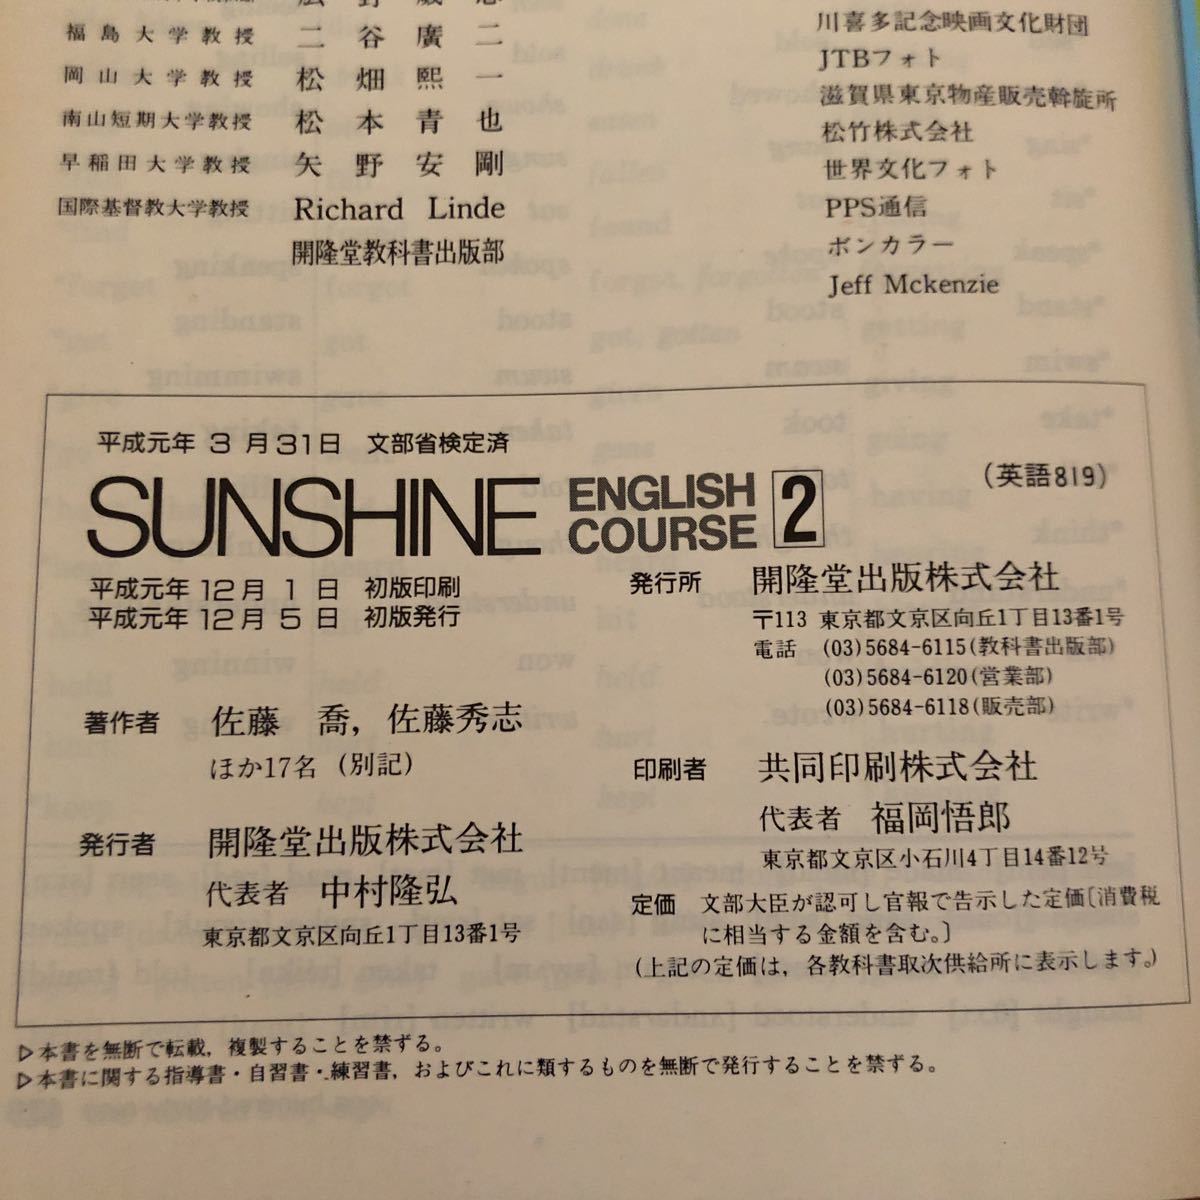 福島大学教授 二谷廣二
岡山大学教授 松畑熙一
南山短期大学教授 松本青也
早稲田大学教授 矢野安剛
国際基督教大学教授 Richard Linde
開隆堂教科書出版部
川喜多記念映画文化財団
JTBフォト
滋賀県東京物産販売斡旋所
松竹株式会社
世界文化フォト
PPS通信
ボンカラー
Jeff Mckenzie
平成元年3月31日 文部省検定済
SUNSHINE ENGLISH COURSE 2
(英語819)
平成元年12月1日 初版印刷
平成元年12月5日 初版発行
著作者 佐藤 喬, 佐藤秀志
ほか17名 (別記)
発行者 開隆堂出版株式会社
代表者 中村隆弘
東京都文京区向丘1丁目13番1号
発行所 開隆堂出版株式会社
〒113 東京都文京区向丘1丁目13番1号
電話 (03)5684-6115(教科書出版部)
(03)5684-6120(営業部)
(03)5684-6118(販売部)
印刷者 共同印刷株式会社
代表者 福岡悟郎
東京都文京区小石川4丁目14番12号
定価 文部大臣が認可し官報で告示した定価〔消費税
に相当する金額を含む。〕
(上記の定価は, 各教科書取次供給所に表示します。)
▷本書を無断で転載, 複製することを禁ずる。
▷本書に関する指導書・自習書・練習書, およびこれに類するものを無断で発行することを禁ずる。